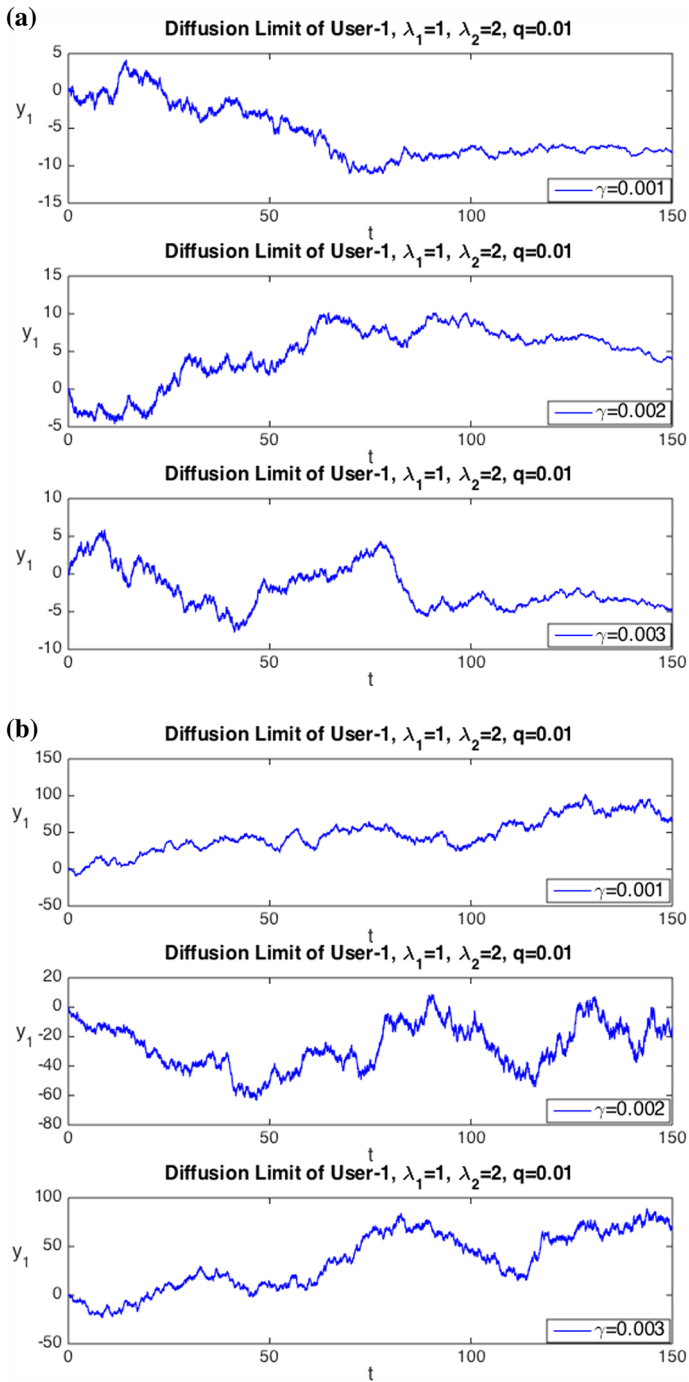 (a)
Diffusion Limit of User-1, λ1=1, λ2=2, q=0.01
5
0
-5
-10
-15
y1
0 50 100 150
t
γ=0.001
Diffusion Limit of User-1, λ1=1, λ2=2, q=0.01
15
10
5
0
-5
y1
0 50 100 150
t
γ=0.002
Diffusion Limit of User-1, λ1=1, λ2=2, q=0.01
10
5
0
-5
-10
y1
0 50 100 150
t
γ=0.003
(b)
Diffusion Limit of User-1, λ1=1, λ2=2, q=0.01
150
100
50
0
-50
y1
0 50 100 150
t
γ=0.001
Diffusion Limit of User-1, λ1=1, λ2=2, q=0.01
20
0
-20
-40
-60
-80
y1
0 50 100 150
t
γ=0.002
Diffusion Limit of User-1, λ1=1, λ2=2, q=0.01
100
50
0
-50
y1
0 50 100 150
t
γ=0.003